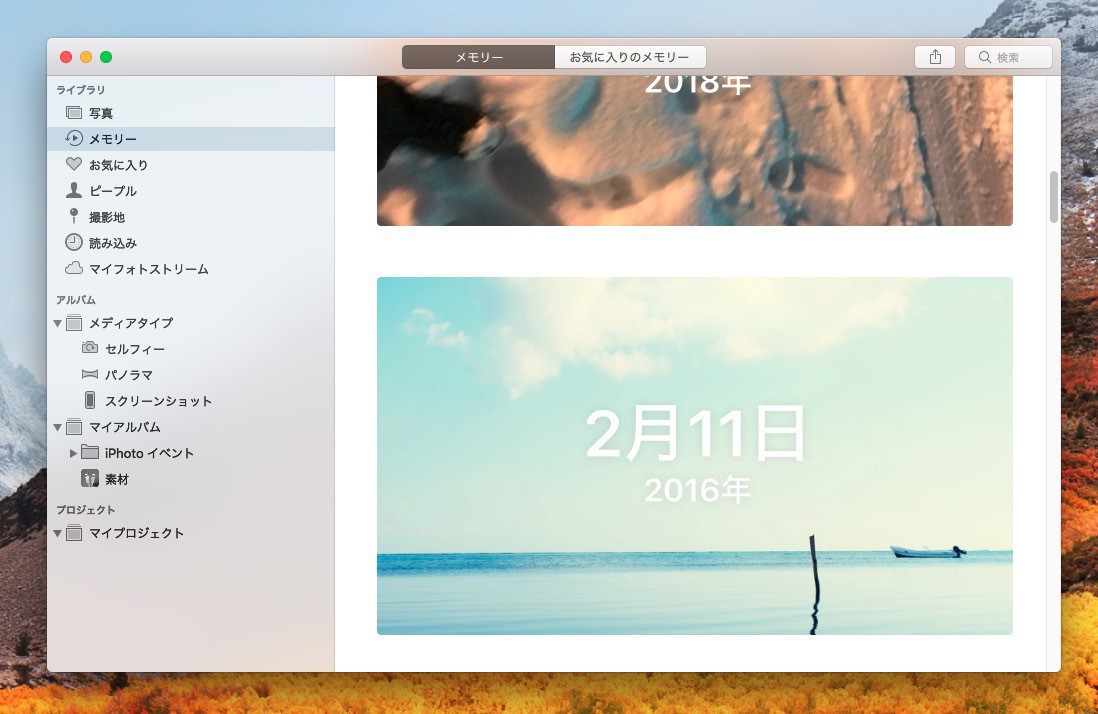 メモリー
お気に入りのメモリー
検索
ライブラリ
写真
メモリー
お気に入り
ピープル
撮影地
読み込み
マイフォトストリーム
アルバム
メディアタイプ
セルフィー
パノラマ
スクリーンショット
マイアルバム
iPhoto イベント
素材
プロジェクト
マイプロジェクト
2018年
2月11日
2016年